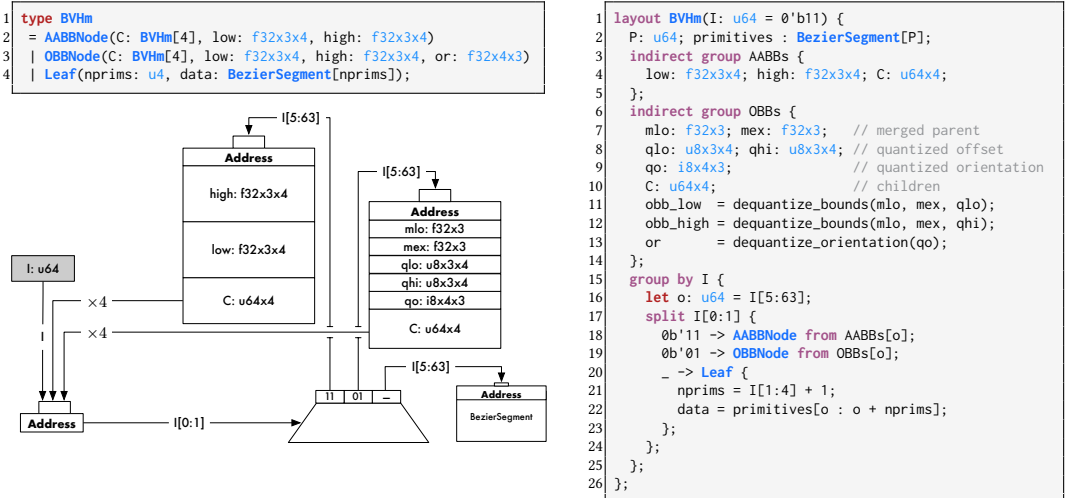 1 type BVHm
2 = AABBNode(C: BVHm[4], low: f32x3x4, high: f32x3x4)
3 | OBBNode(C: BVHm[4], low: f32x3x4, high: f32x3x4, or: f32x4x3)
4 | Leaf(nprims: u4, data: BezierSegment[nprims]);
I[5:63]
Address
high: f32x3x4
low: f32x3x4
C: u64x4
I[5:63]
Address
mlo: f32x3
mex: f32x3
qlo: u8x3x4
qhi: u8x3x4
qo: i8x4x3
C: u64x4
I: u64
×4
×4
I
I[5:63]
11 01 _
Address
BezierSegment
Address
I[0:1]
1 layout BVHm(I: u64 = 0'b11) {
2 P: u64; primitives : BezierSegment[P];
3 indirect group AABBs {
4 low: f32x3x4; high: f32x3x4; C: u64x4;
5 };
6 indirect group OBBs {
7 mlo: f32x3; mex: f32x3; // merged parent
8 qlo: u8x3x4; qhi: u8x3x4; // quantized offset
9 qo: i8x4x3; // quantized orientation
10 C: u64x4; // children
11 obb_low = dequantize_bounds(mlo, mex, qlo);
12 obb_high = dequantize_bounds(mlo, mex, qhi);
13 or = dequantize_orientation(qo);
14 };
15 group by I {
16 let o: u64 = I[5:63];
17 split I[0:1] {
18 0b'11 -> AABBNode from AABBs[o];
19 0b'01 -> OBBNode from OBBs[o];
20 _ -> Leaf {
21 nprims = I[1:4] + 1;
22 data = primitives[o : o + nprims];
23 };
24 };
25 };
26 };